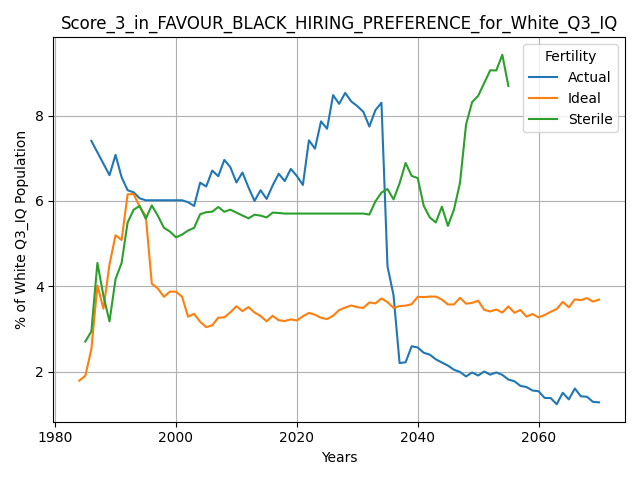 Score_3_in_FAVOUR_BLACK_HIRING_PREFERENCE_for_White_Q3_IQ
Fertility
Actual
Ideal
Sterile
% of White Q3_IQ Population
8
6
4
2
1980
2000
2020
2040
2060
Years